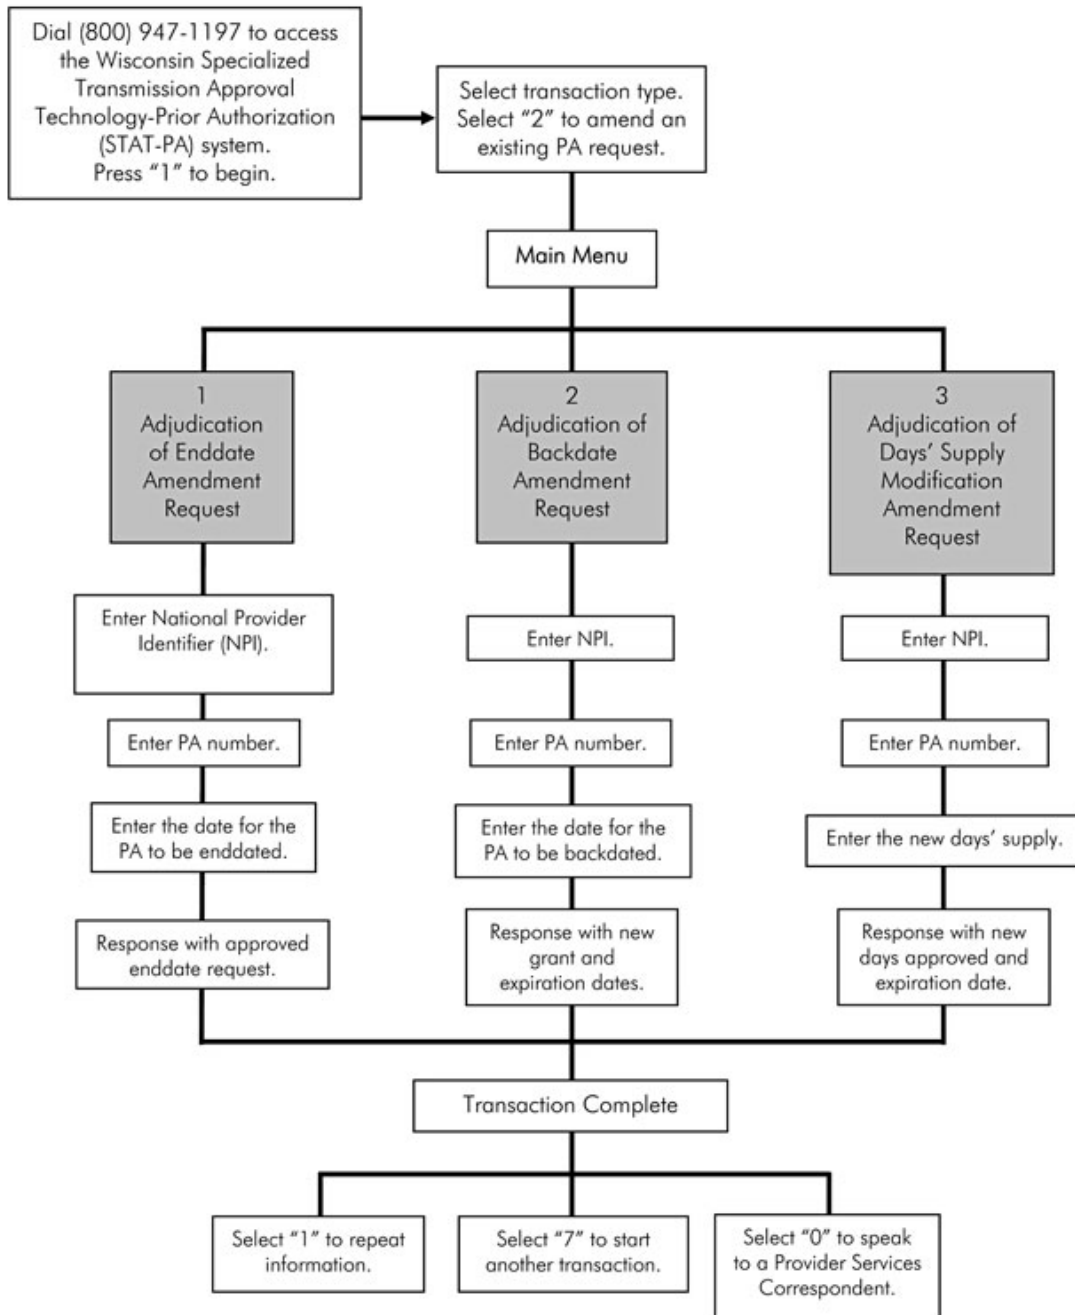 Dial (800) 947-1197 to access
the Wisconsin Specialized
Transmission Approval
Technology-Prior Authorization
(STAT-PA) system.
Press “1” to begin.
Select transaction type.
Select “2” to amend an
existing PA request.
Main Menu
1
Adjudication
of Enddate
Amendment
Request
2
Adjudication of
Backdate
Amendment
Request
3
Adjudication of
Days’ Supply
Modification
Amendment
Request
Enter National Provider
Identifier (NPI).
Enter NPI.
Enter NPI.
Enter PA number.
Enter PA number.
Enter PA number.
Enter the date for the
PA to be enddated.
Enter the date for the
PA to be backdated.
Enter the new days’ supply.
Response with approved
enddate request.
Response with new
grant and
expiration dates.
Response with new
days approved and
expiration date.
Transaction Complete
Select “1” to repeat
information.
Select “7” to start
another transaction.
Select “0” to speak
to a Provider Services
Correspondent.